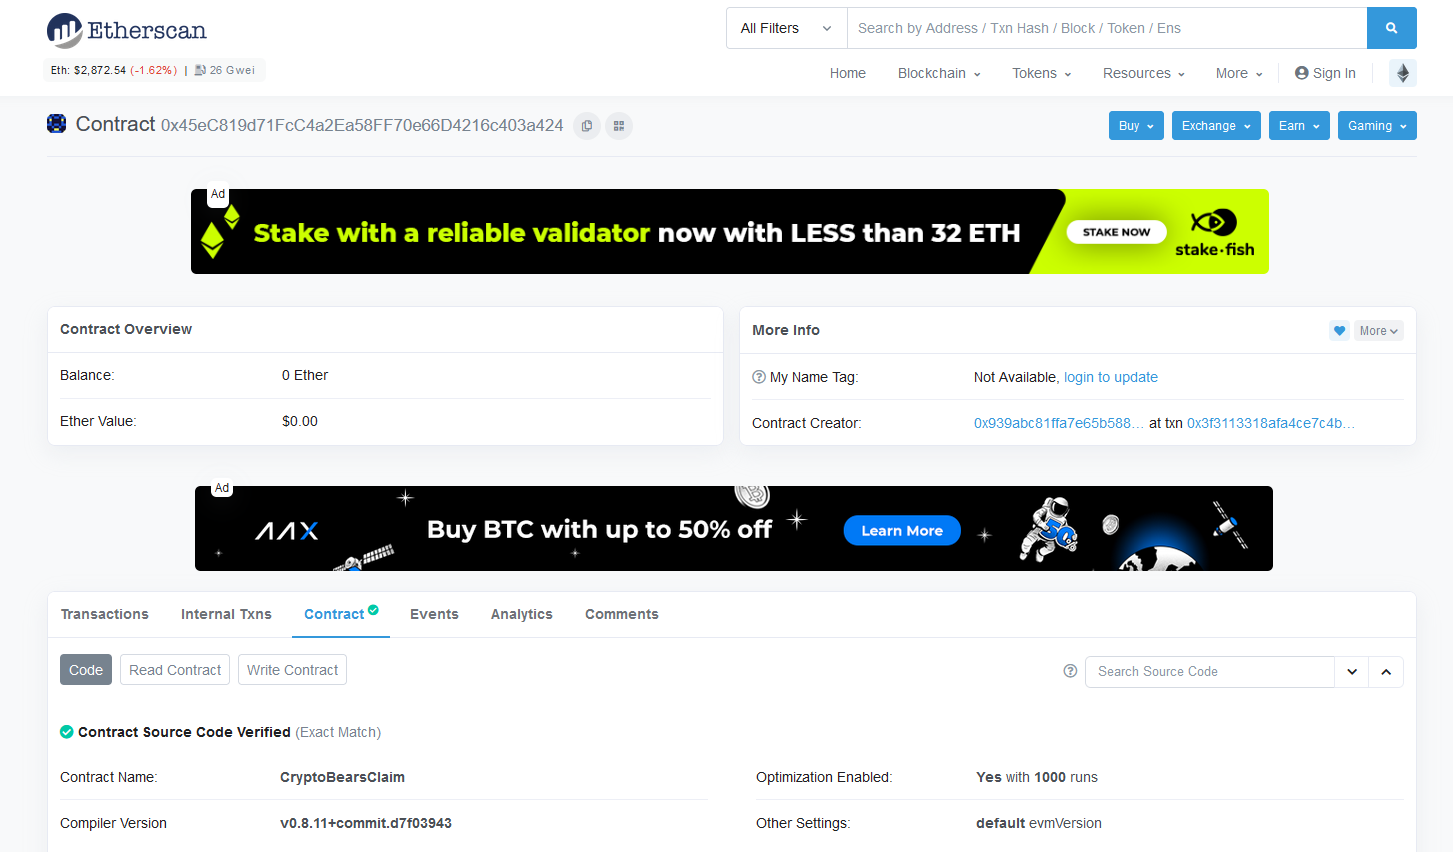 Etherscan
All Filters
Search by Address / Txn Hash / Block / Token / Ens
Eth: $2,872.54 (-1.62%) | 26 Gwei
Home Blockchain Tokens Resources More Sign In
Contract 0x45eC819d71FcC4a2Ea58FF70e66D4216c403a424
Buy Exchange Earn Gaming
Ad
Stake with a reliable validator now with LESS than 32 ETH
STAKE NOW
stake·fish
Contract Overview
Balance: 0 Ether
Ether Value: $0.00
More Info
More
My Name Tag: Not Available, login to update
Contract Creator: 0x939abc81ffa7e65b588... at txn 0x3f3113318afa4ce7c4b...
Ad
AAX
Buy BTC with up to 50% off
Learn More
Transactions Internal Txns Contract Events Analytics Comments
Code Read Contract Write Contract
Search Source Code
Contract Source Code Verified (Exact Match)
Contract Name: CryptoBearsClaim
Optimization Enabled: Yes with 1000 runs
Compiler Version v0.8.11+commit.d7f03943
Other Settings: default evmVersion